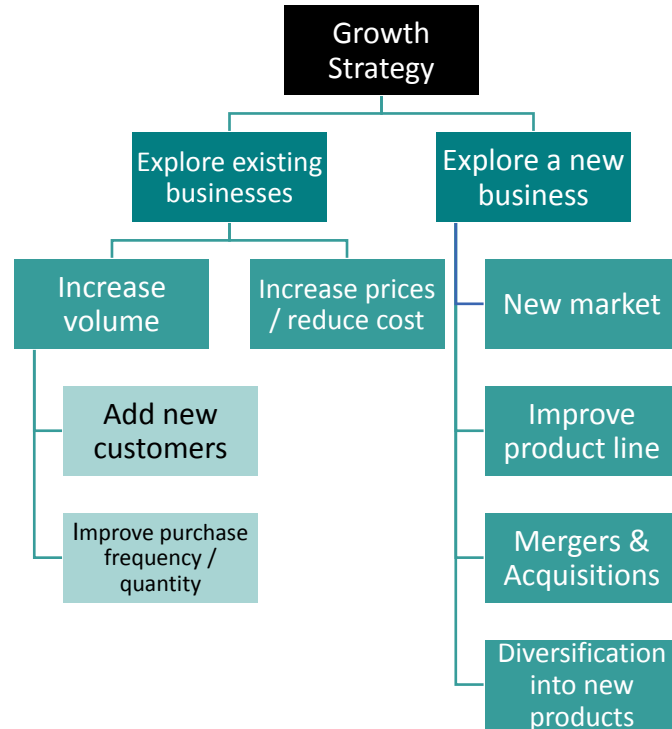 Growth
Strategy
Explore existing
businesses
Explore a new
business
Increase
volume
Increase prices
/ reduce cost
New market
Add new
customers
Improve
product line
Improve purchase
frequency /
quantity
Mergers &
Acquisitions
Diversification
into new
products